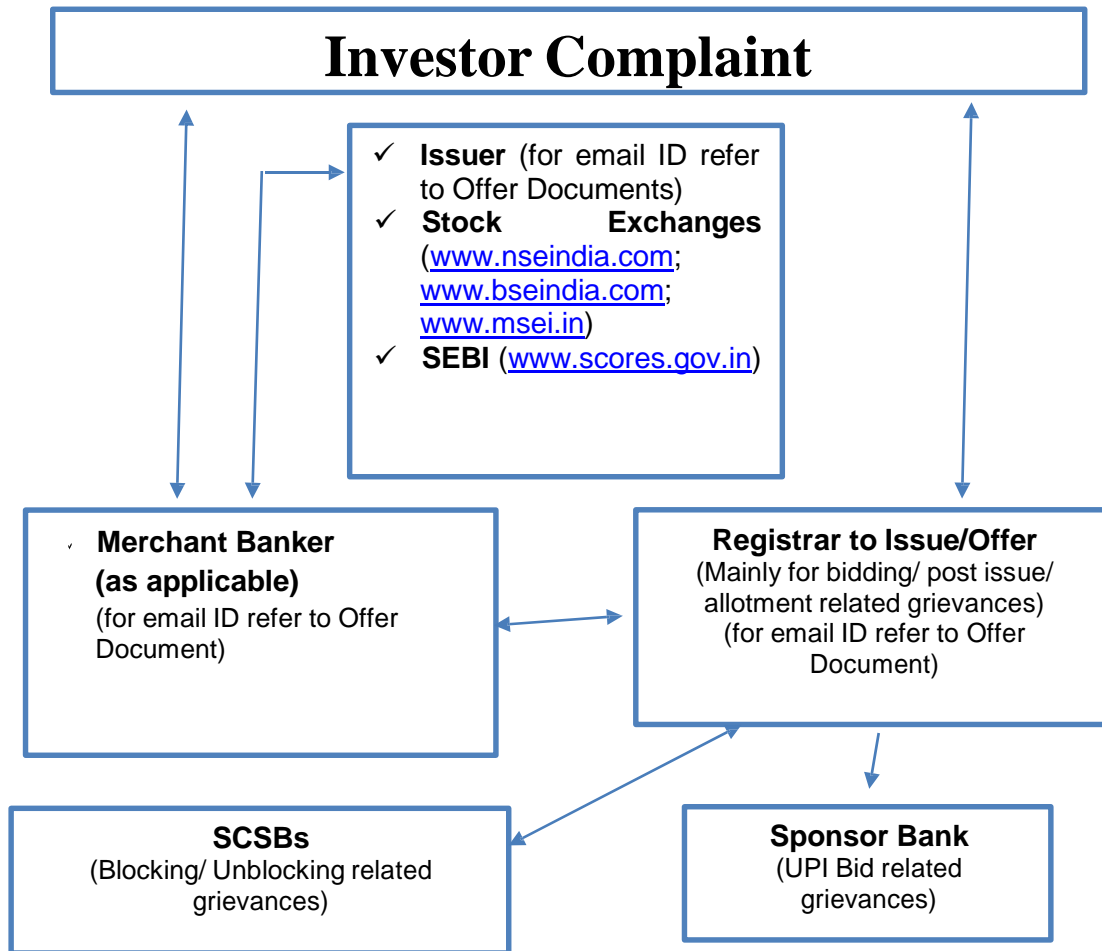 Investor Complaint
✓ Issuer (for email ID refer
to Offer Documents)
✓ Stock Exchanges
(www.nseindia.com;
www.bseindia.com;
www.msei.in)
✓ SEBI (www.scores.gov.in)
✓ Merchant Banker
(as applicable)
(for email ID refer to Offer
Document)
Registrar to Issue/Offer
(Mainly for bidding/ post issue/
allotment related grievances)
(for email ID refer to Offer
Document)
SCSBs
(Blocking/ Unblocking related
grievances)
Sponsor Bank
(UPI Bid related
grievances)